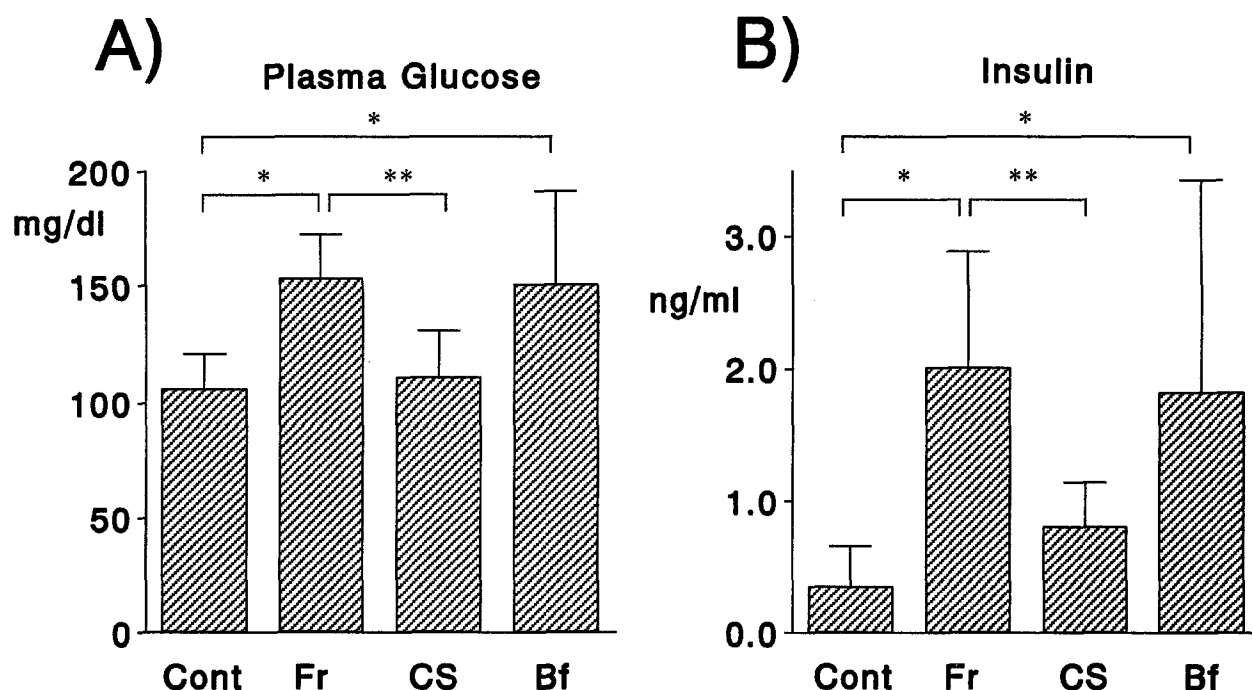 A)
Plasma Glucose
*
* **
200
mg/dl
150
100
50
0
Cont Fr CS Bf
B)
Insulin
*
* **
3.0
ng/ml
2.0
1.0
0.0
Cont Fr CS Bf